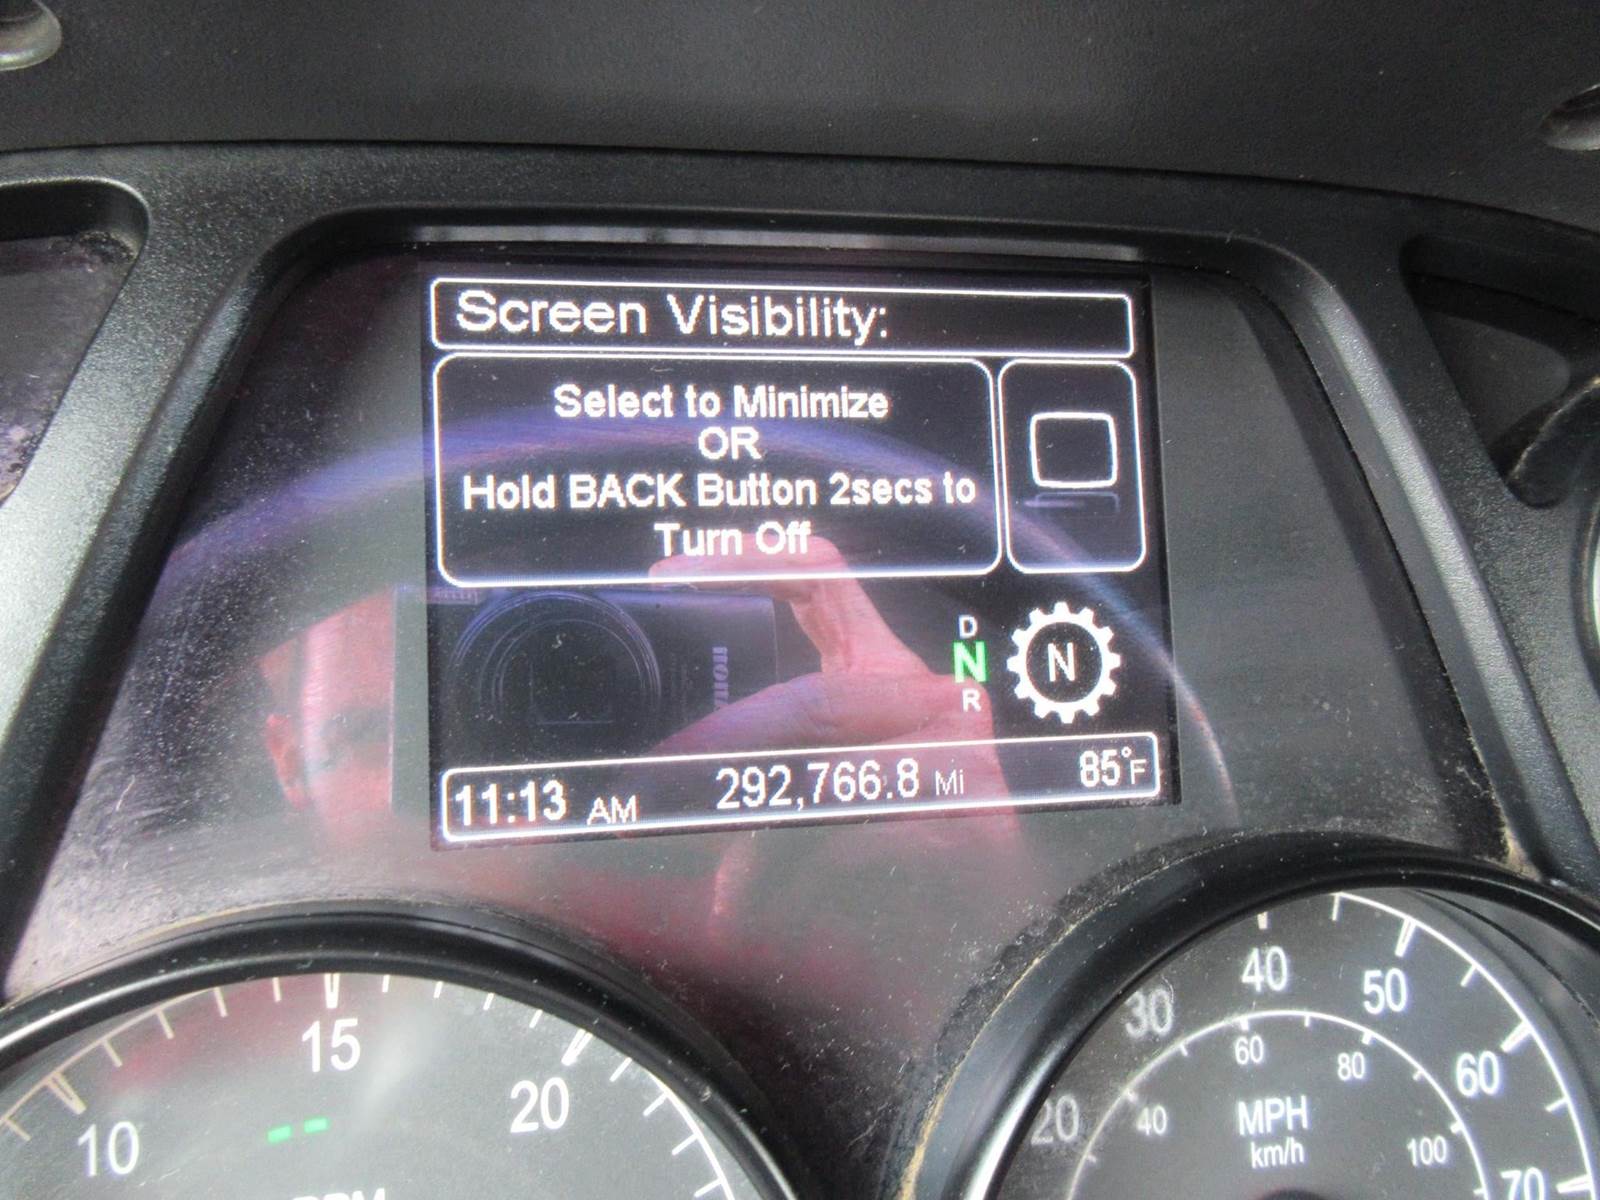 Screen Visibility:
Select to Minimize
OR
Hold BACK Button 2secs to
Turn Off
D
N
R
N
11:13 AM 292,766.8 Mi 85°F
10
15
20
20
30
40
50
60
70
40
60
80
100
MPH
km/h